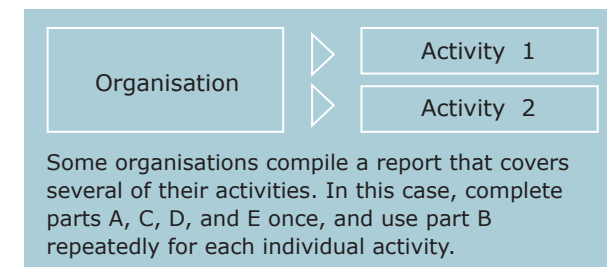 Organisation
Activity 1
Activity 2
Some organisations compile a report that covers
several of their activities. In this case, complete
parts A, C, D, and E once, and use part B
repeatedly for each individual activity.